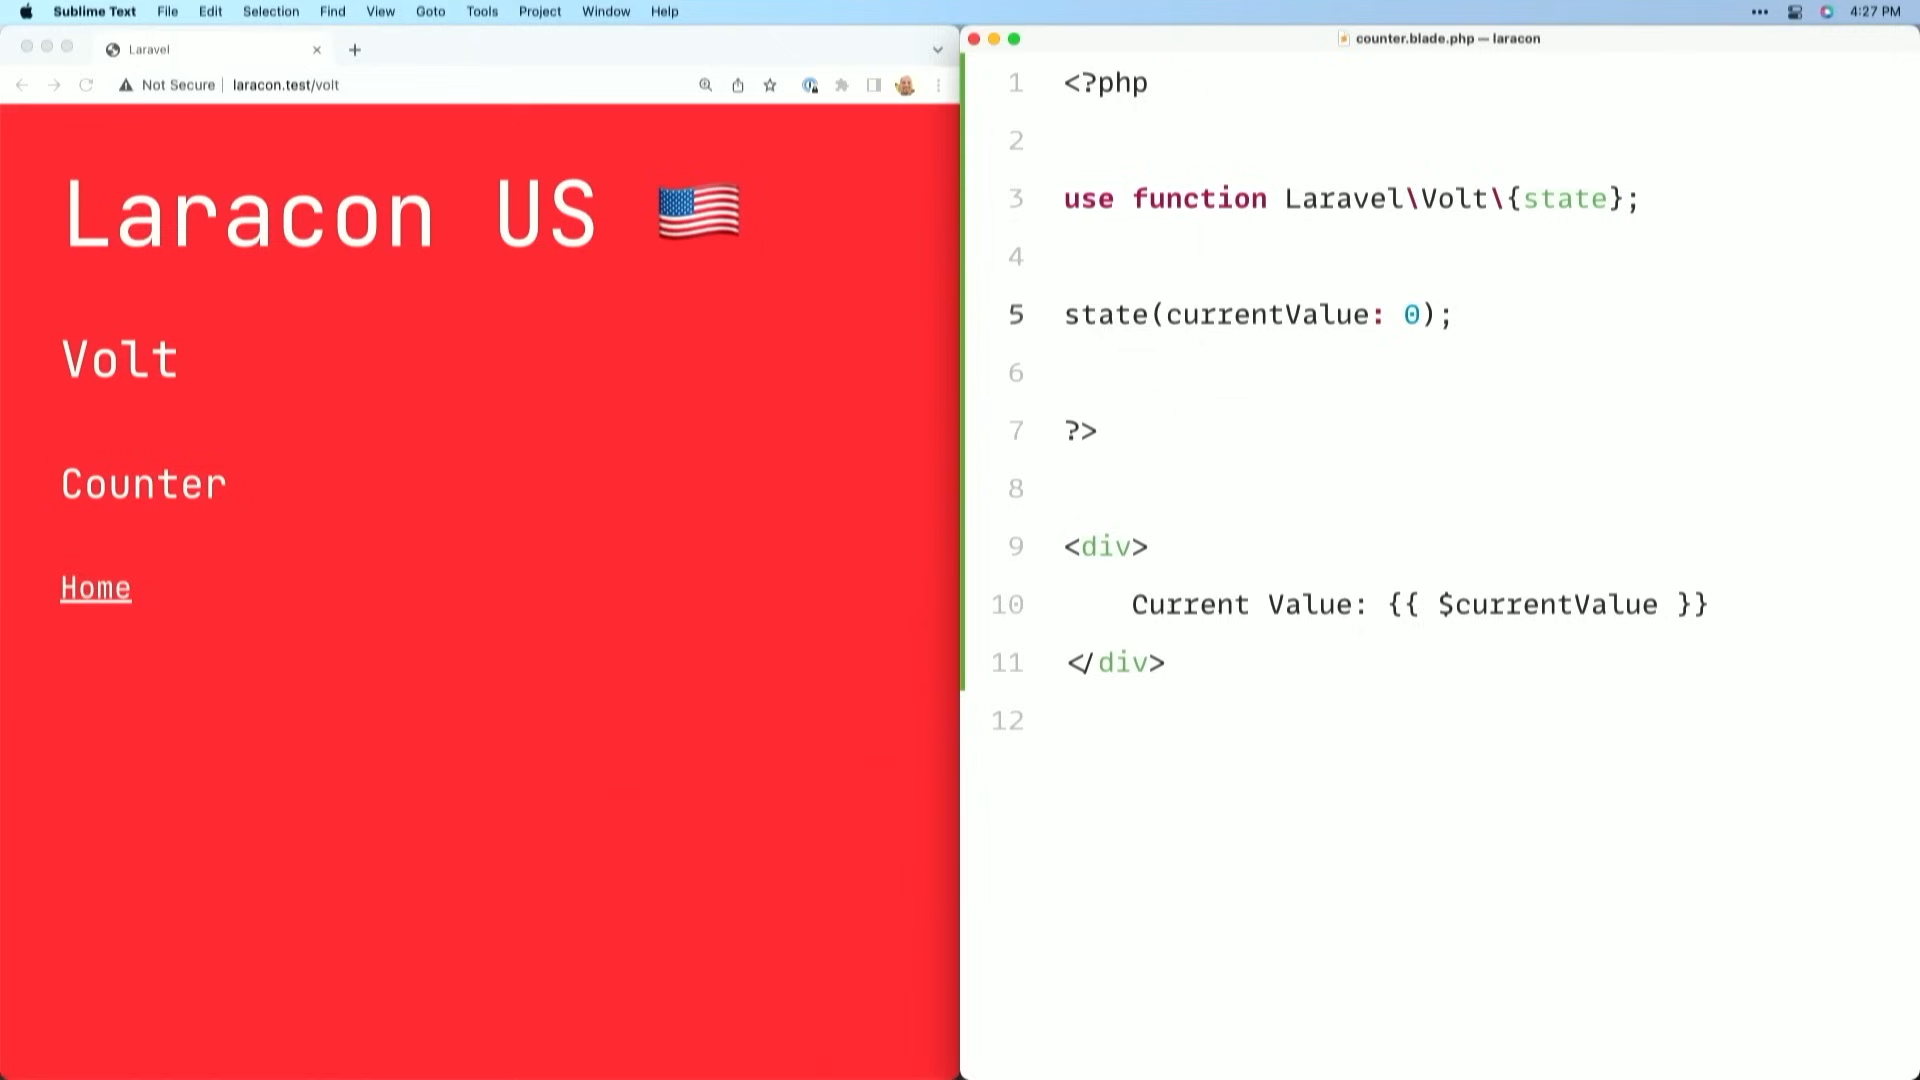 Sublime Text File Edit Selection Find View Goto Tools Project Window Help
4:27 PM
Laravel
Not Secure laracon.test/volt
Laracon US 🇺🇸
Volt
Counter
Home
counter.blade.php — laracon
1 <?php
2
3 use function Laravel\Volt\{state};
4
5 state(currentValue: 0);
6
7 ?>
8
9 <div>
10     Current Value: {{ $currentValue }}
11 </div>
12